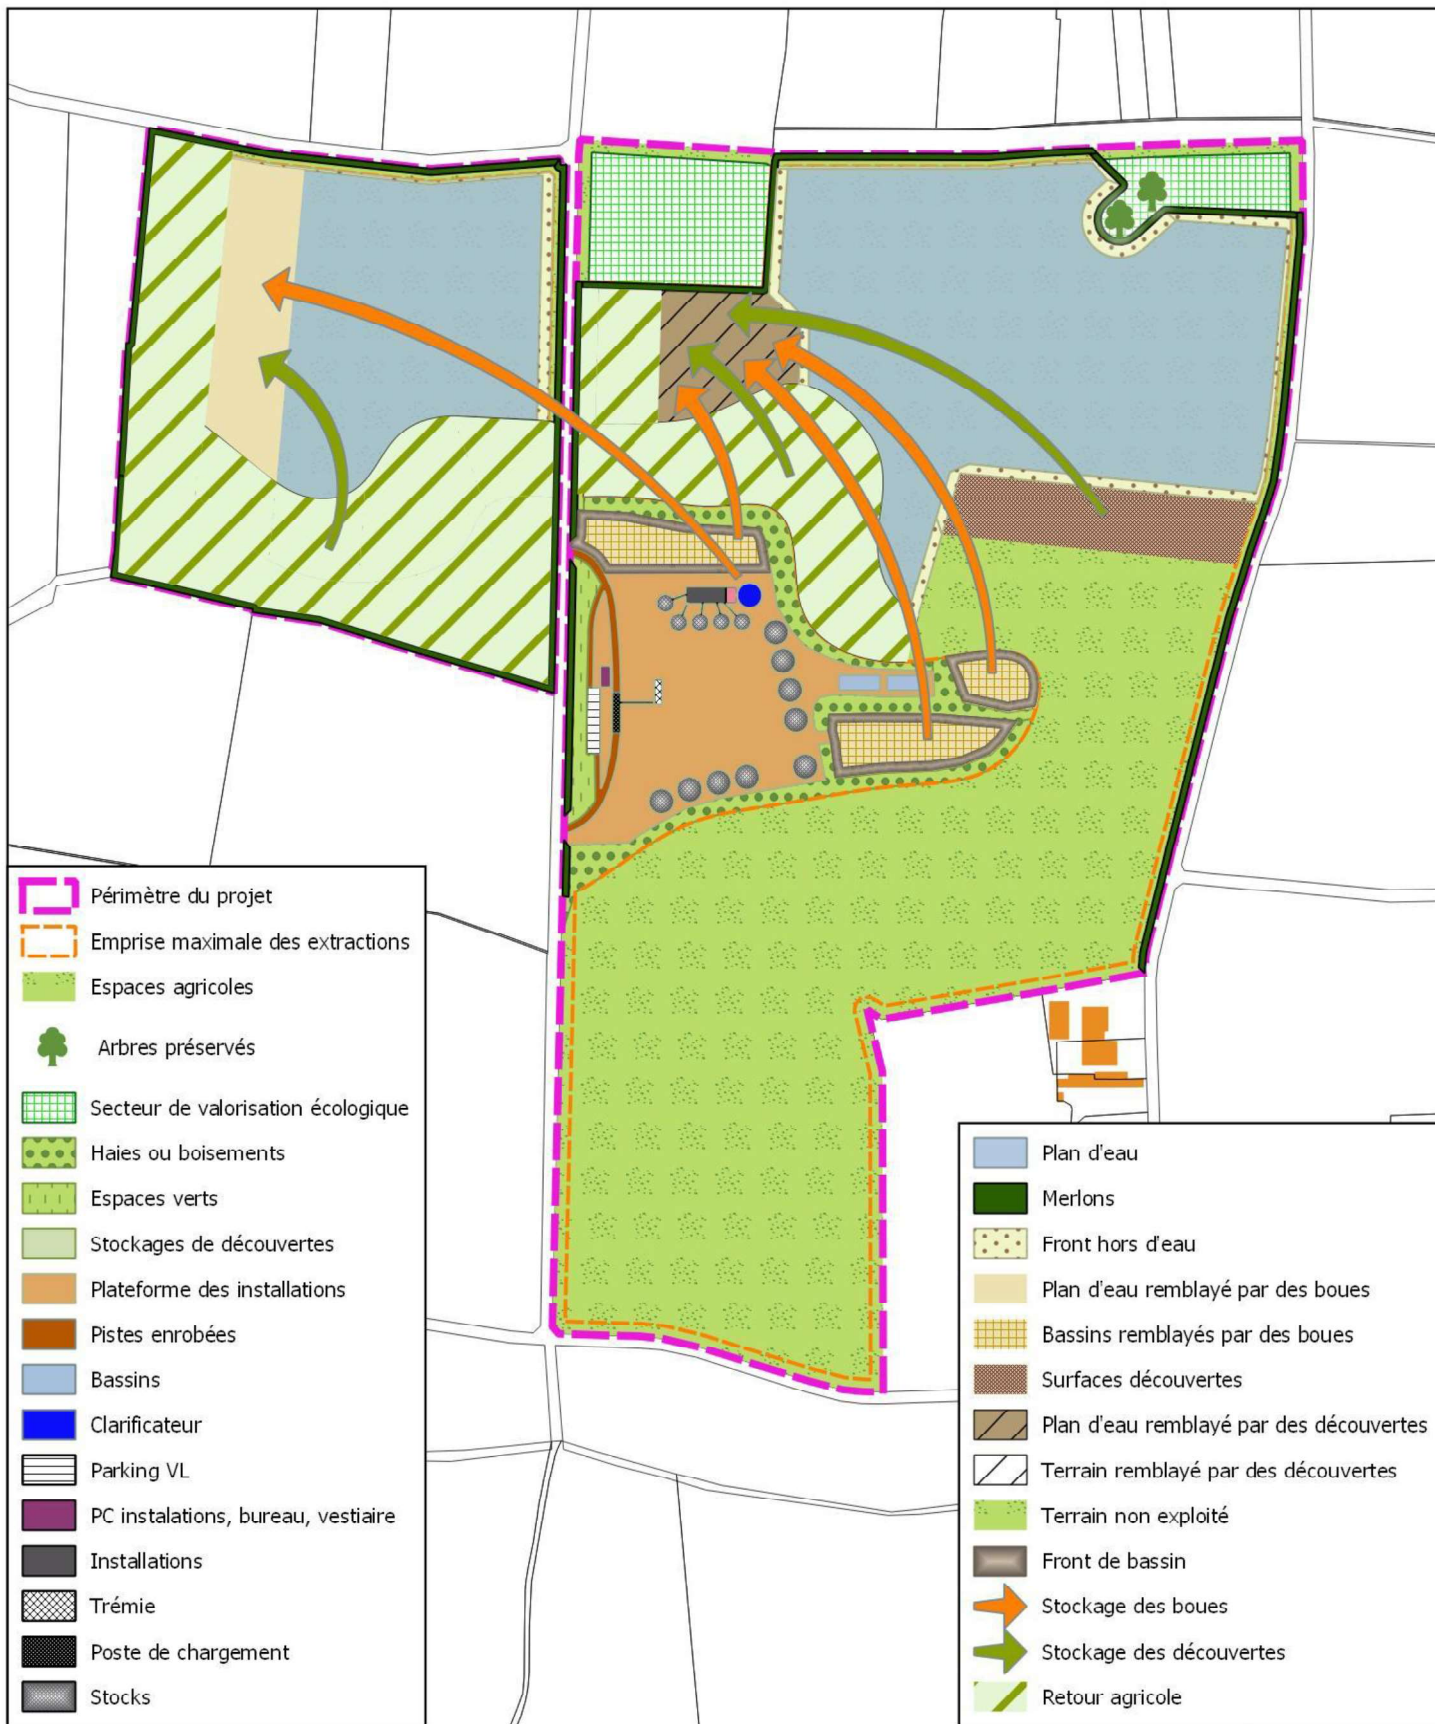 Périmètre du projet
Emprise maximale des extractions
Espaces agricoles
Arbres préservés
Secteur de valorisation écologique
Haies ou boisements
Espaces verts
Stockages de découvertes
Plateforme des installations
Pistes enrobées
Bassins
Clarificateur
Parking VL
PC instalations, bureau, vestiaire
Installations
Trémie
Poste de chargement
Stocks
Plan d'eau
Merlons
Front hors d'eau
Plan d'eau remblayé par des boues
Bassins remblayés par des boues
Surfaces découvertes
Plan d'eau remblayé par des découvertes
Terrain remblayé par des découvertes
Terrain non exploité
Front de bassin
Stockage des boues
Stockage des découvertes
Retour agricole